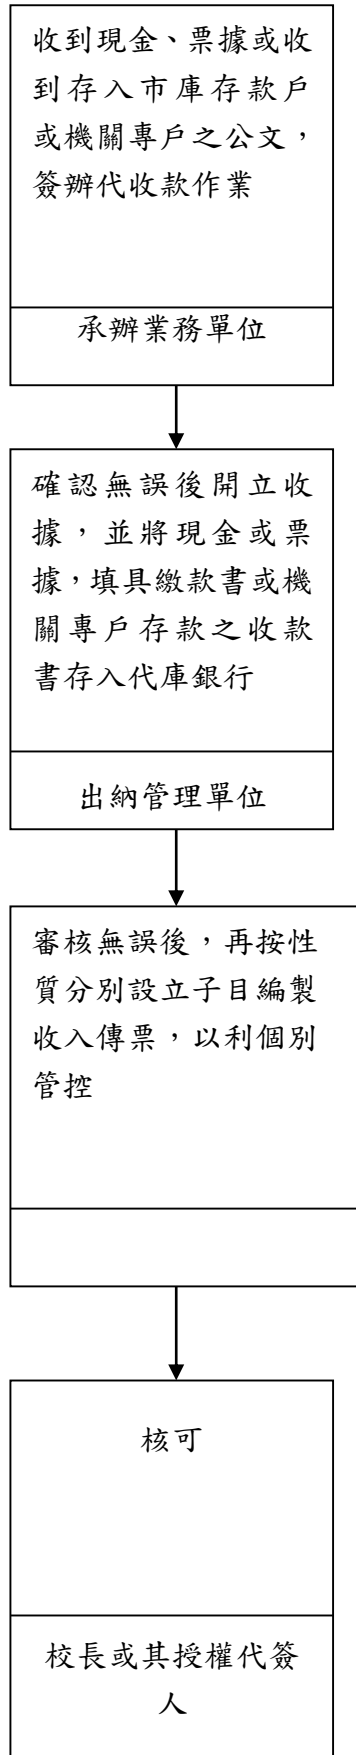 收到現金、票據或收
到存入市庫存款戶
或機關專戶之公文，
簽辦代收款作業
承辦業務單位
確認無誤後開立收
據，並將現金或票
據，填具繳款書或機
關專戶存款之收款
書存入代庫銀行
出納管理單位
審核無誤後，再按性
質分別設立子目編製
收入傳票，以利個別
管控
核可
校長或其授權代簽
人